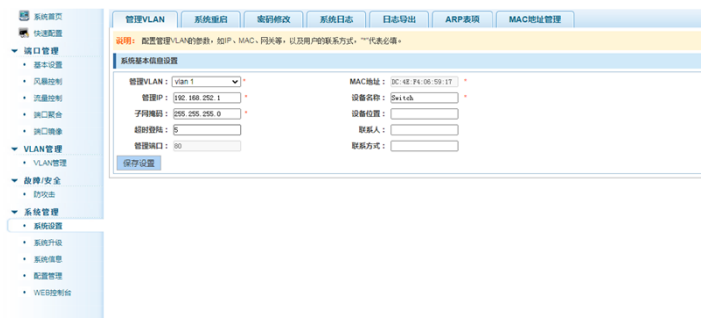 系统首页
快速配置
端口管理
基本设置
风暴控制
流量控制
端口聚合
端口镜像
VLAN管理
VLAN管理
故障/安全
防攻击
系统管理
系统设置
系统升级
系统信息
配置管理
WEB控制台
管理VLAN 系统重启 密码修改 系统日志 日志导出 ARP表项 MAC地址管理
说明： 配置管理VLAN的参数，如IP、MAC、网关等，以及用户的联系方式，"*"代表必填。
系统基本信息设置
管理VLAN： vlan 1 * MAC地址： DC:4E:F4:06:59:17 *
管理IP： 192.168.252.1 * 设备名称： Switch *
子网掩码： 255.255.255.0 * 设备位置：
超时登陆： 5 联系人：
管理端口： 80 联系方式：
保存设置